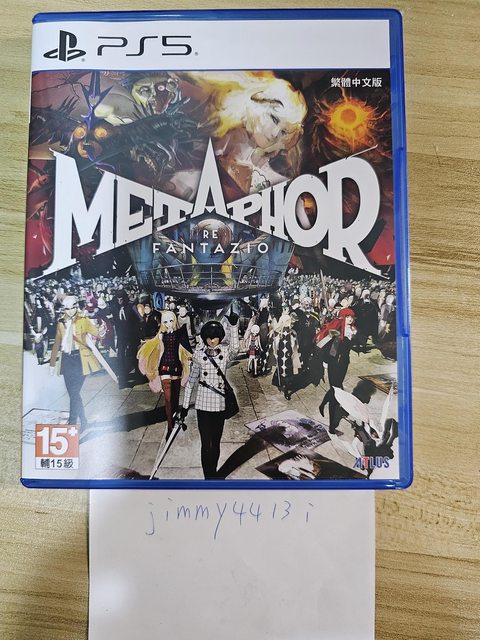 PS5
繁體中文版
METAPHOR
RE
FANTAZIO
15+
輔15級
ATLUS
jimmy4413i